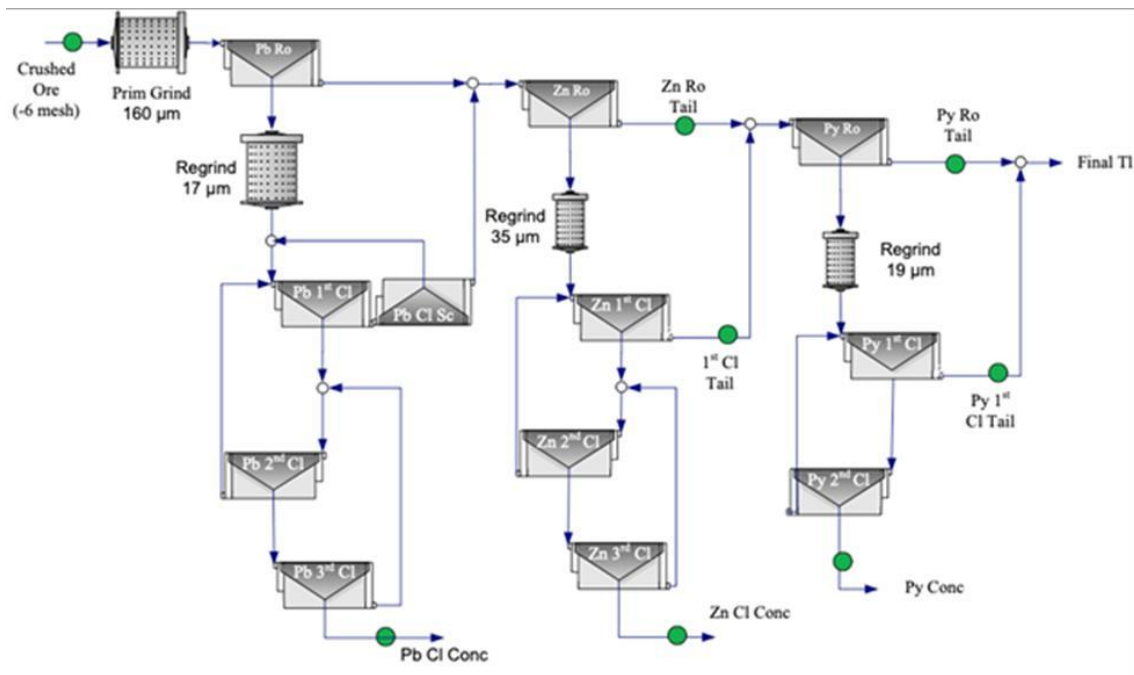 Crushed
Ore
(-6 mesh)
Prim Grind
160 µm
Pb Ro
Regrind
17 µm
Pb 1st Cl
Pb Cl Sc
Pb 2nd Cl
Pb 3rd Cl
Pb Cl Conc
Zn Ro
Zn Ro
Tail
Regrind
35 µm
Zn 1st Cl
1st Cl
Tail
Zn 2nd Cl
Zn 3rd Cl
Zn Cl Conc
Py Ro
Py Ro
Tail
Final Tl
Regrind
19 µm
Py 1st Cl
Py 1st
Cl Tail
Py 2nd Cl
Py Conc